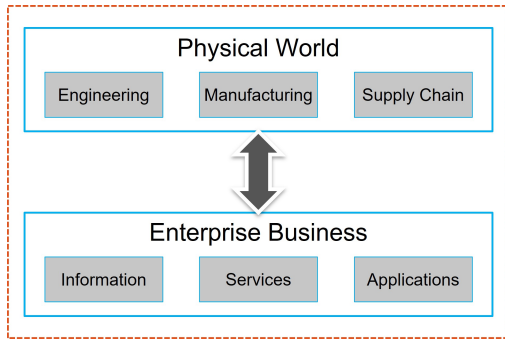 Physical World
Engineering
Manufacturing
Supply Chain
Enterprise Business
Information
Services
Applications